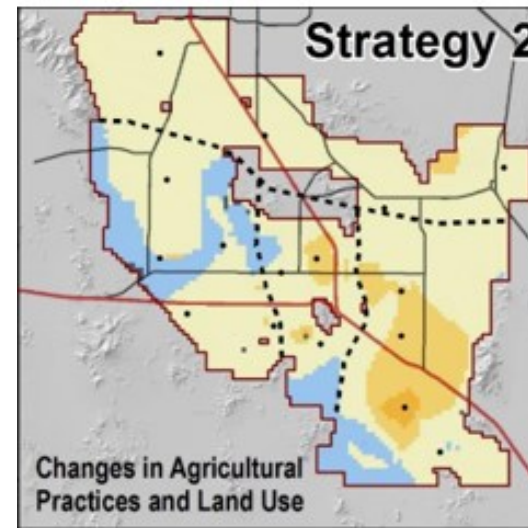 Strategy 2
Changes in Agricultural
Practices and Land Use